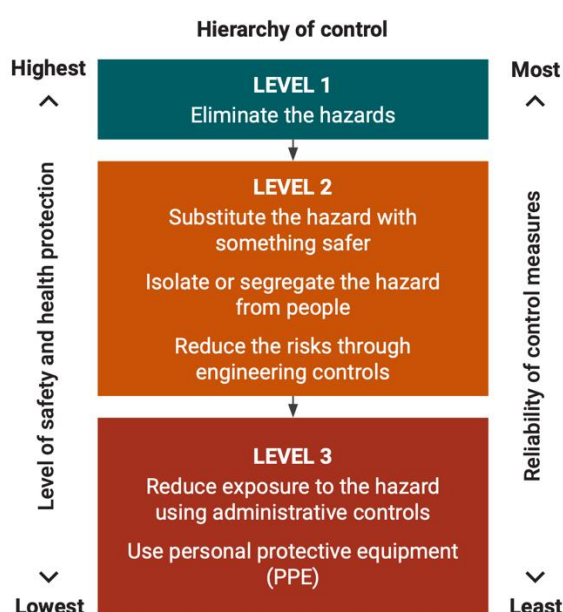 Hierarchy of control
Highest
Most
LEVEL 1
Eliminate the hazards
LEVEL 2
Substitute the hazard with
something safer
Isolate or segregate the hazard
from people
Reduce the risks through
engineering controls
LEVEL 3
Reduce exposure to the hazard
using administrative controls
Use personal protective equipment
(PPE)
Level of safety and health protection
Reliability of control measures
Lowest
Least